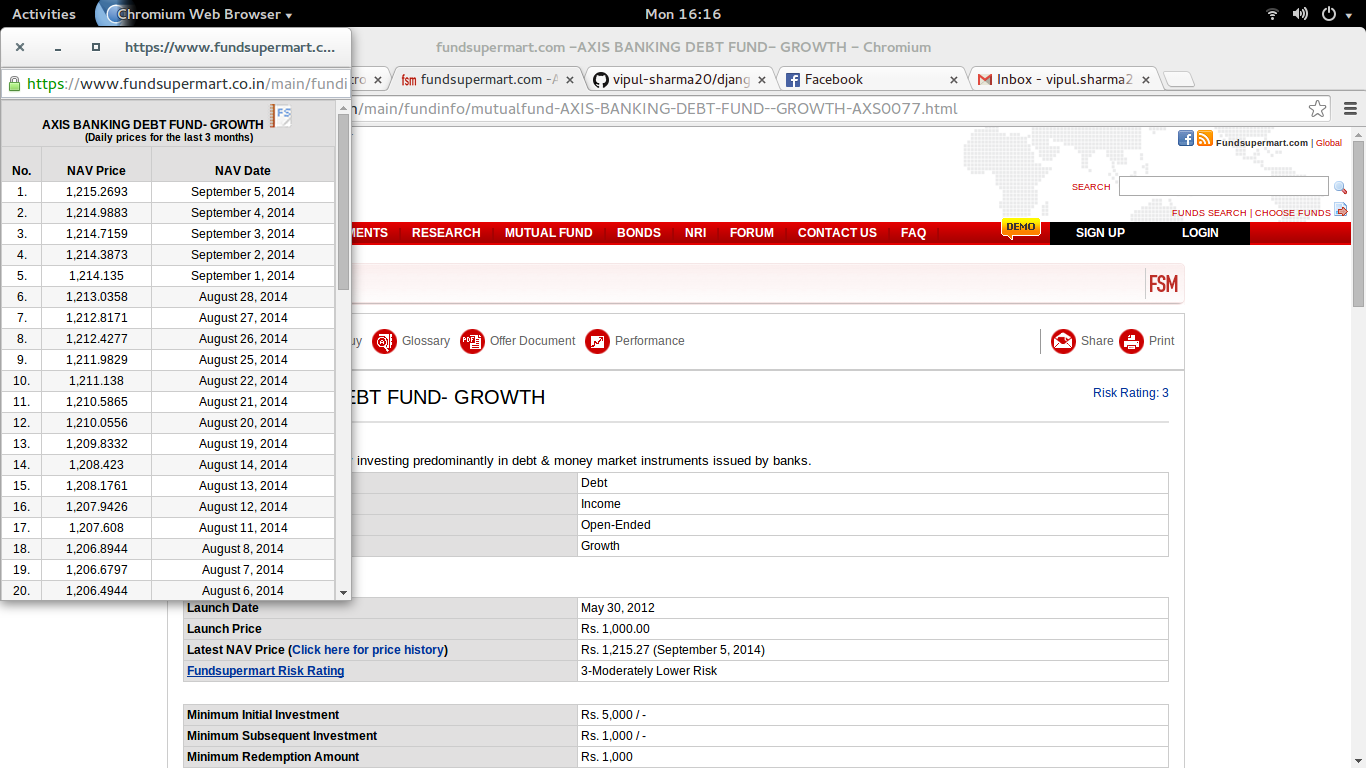 Activities Chromium Web Browser Mon 16:16
https://www.fundsupermart.c...
fundsupermart.com –AXIS BANKING DEBT FUND– GROWTH – Chromium
https://www.fundsupermart.co.in/main/fundi
fundsupermart.com -A
vipul-sharma20/djang
Facebook
Inbox - vipul.sharma2
/main/fundinfo/mutualfund-AXIS-BANKING-DEBT-FUND--GROWTH-AXS0077.html
AXIS BANKING DEBT FUND- GROWTH FS
(Daily prices for the last 3 months)
No. NAV Price NAV Date
1. 1,215.2693 September 5, 2014
2. 1,214.9883 September 4, 2014
3. 1,214.7159 September 3, 2014
4. 1,214.3873 September 2, 2014
5. 1,214.135 September 1, 2014
6. 1,213.0358 August 28, 2014
7. 1,212.8171 August 27, 2014
8. 1,212.4277 August 26, 2014
9. 1,211.9829 August 25, 2014
10. 1,211.138 August 22, 2014
11. 1,210.5865 August 21, 2014
12. 1,210.0556 August 20, 2014
13. 1,209.8332 August 19, 2014
14. 1,208.423 August 14, 2014
15. 1,208.1761 August 13, 2014
16. 1,207.9426 August 12, 2014
17. 1,207.608 August 11, 2014
18. 1,206.8944 August 8, 2014
19. 1,206.6797 August 7, 2014
20. 1,206.4944 August 6, 2014
Fundsupermart.com | Global
SEARCH
FUNDS SEARCH | CHOOSE FUNDS
MENTS RESEARCH MUTUAL FUND BONDS NRI FORUM CONTACT US FAQ DEMO SIGN UP LOGIN
FSM
uy Glossary PDF Offer Document Performance Share Print
EBT FUND- GROWTH
Risk Rating: 3
investing predominantly in debt & money market instruments issued by banks.
Debt
Income
Open-Ended
Growth
Launch Date May 30, 2012
Launch Price Rs. 1,000.00
Latest NAV Price (Click here for price history) Rs. 1,215.27 (September 5, 2014)
Fundsupermart Risk Rating 3-Moderately Lower Risk
Minimum Initial Investment Rs. 5,000 / -
Minimum Subsequent Investment Rs. 1,000 / -
Minimum Redemption Amount Rs. 1,000